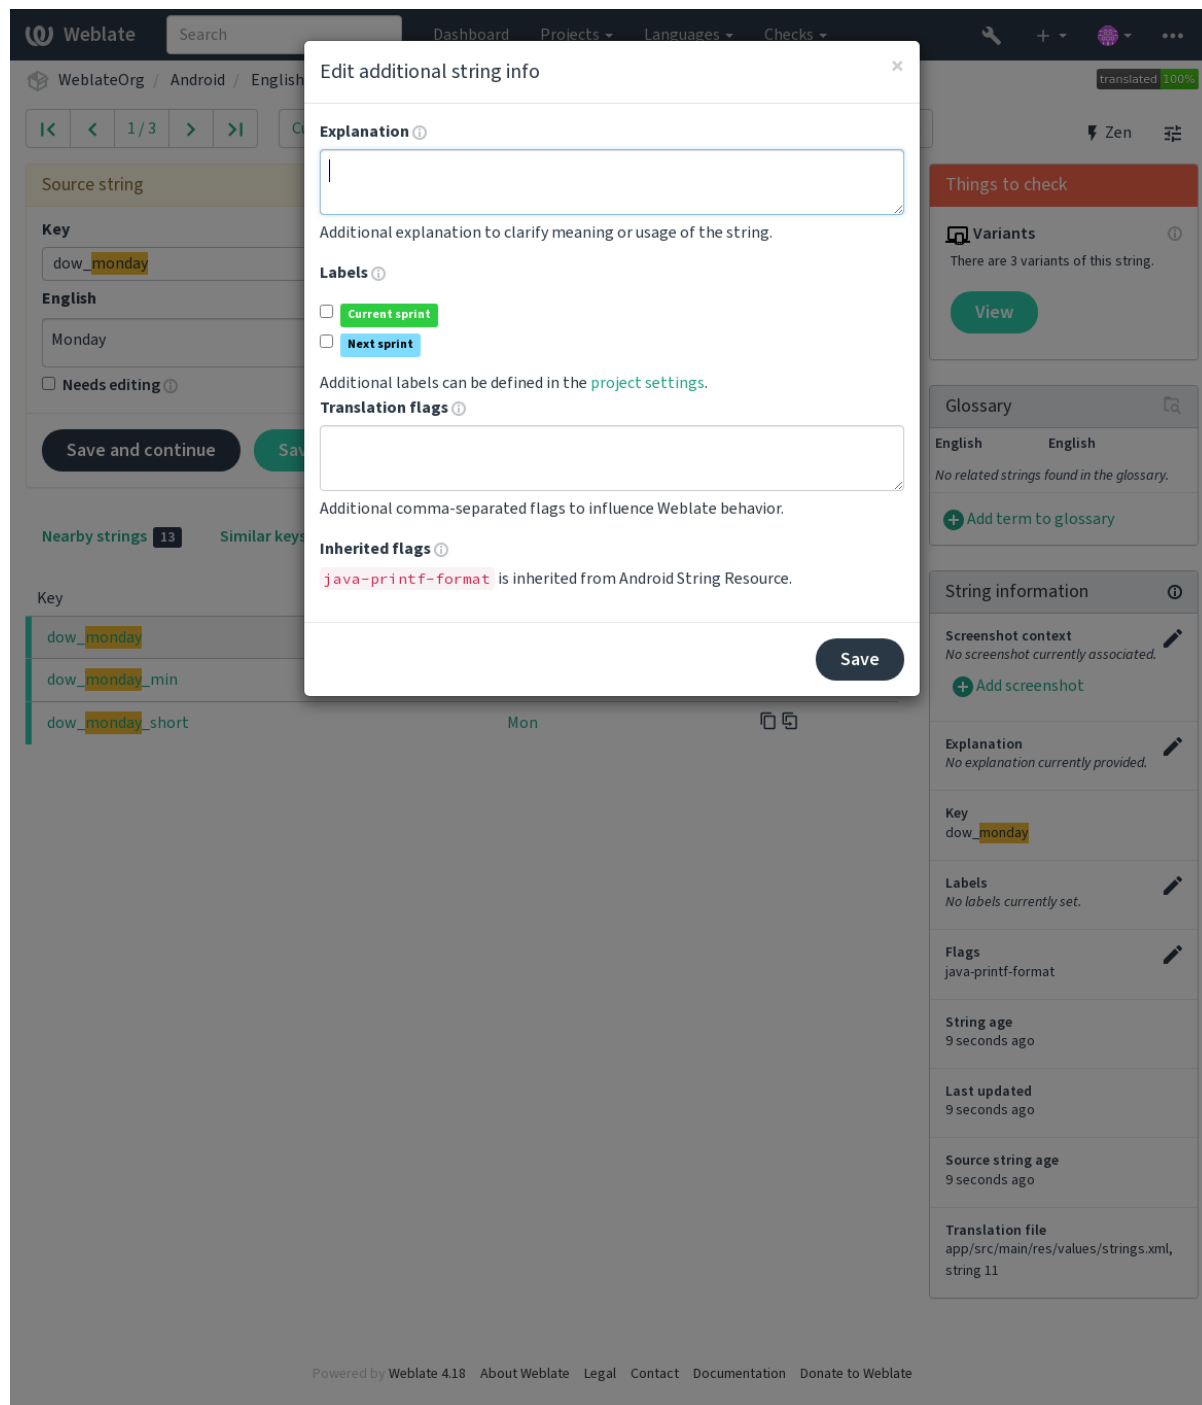 Weblate
Search
Dashboard
Projects
Languages
Checks
WeblateOrg / Android / English
translated 100%
1 / 3
Zen
Edit additional string info
×
Explanation
Additional explanation to clarify meaning or usage of the string.
Labels
Current sprint
Next sprint
Additional labels can be defined in the project settings.
Translation flags
Additional comma-separated flags to influence Weblate behavior.
Inherited flags
java-printf-format is inherited from Android String Resource.
Save
Source string
Key
dow_monday
English
Monday
Needs editing
Save and continue
Nearby strings 13
Similar keys
Key
dow_monday
dow_monday_min
dow_monday_short
Mon
Things to check
Variants
There are 3 variants of this string.
View
Glossary
English English
No related strings found in the glossary.
Add term to glossary
String information
Screenshot context
No screenshot currently associated.
Add screenshot
Explanation
No explanation currently provided.
Key
dow_monday
Labels
No labels currently set.
Flags
java-printf-format
String age
9 seconds ago
Last updated
9 seconds ago
Source string age
9 seconds ago
Translation file
app/src/main/res/values/strings.xml,
string 11
Powered by Weblate 4.18 About Weblate Legal Contact Documentation Donate to Weblate